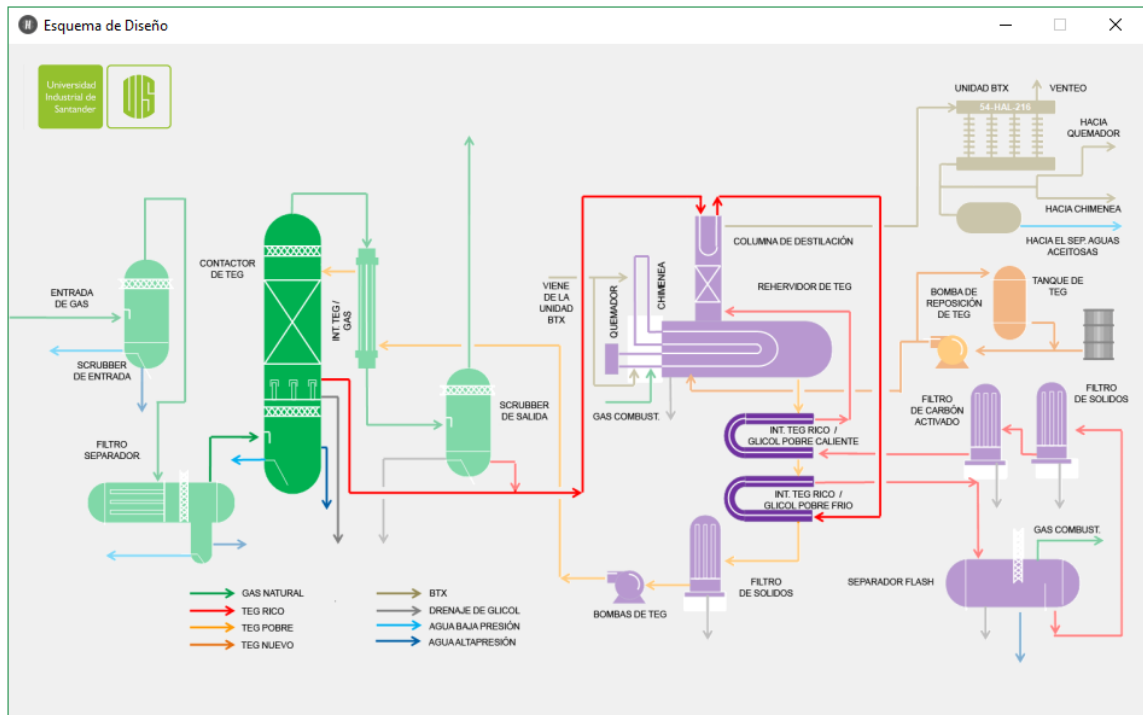 Esquema de Diseño
Universidad
Industrial de
Santander
UIS
UNIDAD BTX
VENTEO
54-HAL-216
HACIA
QUEMADOR
HACIA CHIMENEA
HACIA EL SEP. AGUAS
ACEITOSAS
CONTACTOR
DE TEG
COLUMNA DE DESTILACIÓN
ENTRADA
DE GAS
INT. TEG /
GAS
VIENE
DE LA
UNIDAD
BTX
QUEMADOR
CHIMENEA
REHERVIDOR DE TEG
BOMBA DE
REPOSICIÓN
DE TEG
TANQUE DE
TEG
SCRUBBER
DE ENTRADA
SCRUBBER
DE SALIDA
GAS COMBUST.
FILTRO
DE CARBÓN
ACTIVADO
FILTRO
DE SOLIDOS
INT. TEG RICO /
GLICOL POBRE CALIENTE
FILTRO
SEPARADOR
INT. TEG RICO /
GLICOL POBRE FRIO
GAS COMBUST.
SEPARADOR FLASH
FILTRO
DE SOLIDOS
BOMBAS DE TEG
GAS NATURAL
TEG RICO
TEG POBRE
TEG NUEVO
BTX
DRENAJE DE GLICOL
AGUA BAJA PRESIÓN
AGUA ALTAPRESIÓN